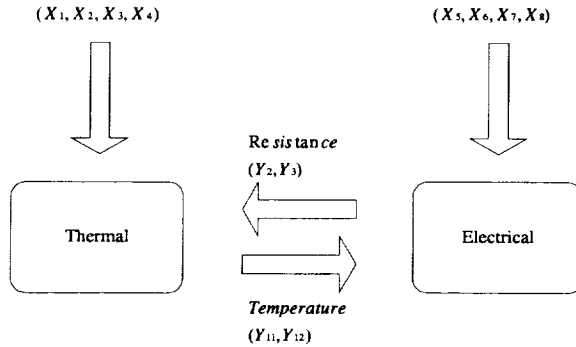 (X1, X2, X3, X4)
(X5, X6, X7, X8)
Resistance
(Y2, Y3)
Thermal
Electrical
Temperature
(Y11, Y12)